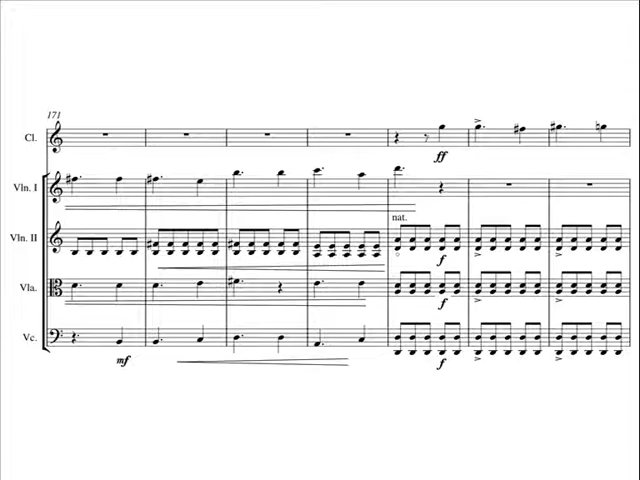 171
Cl.
ff
Vln. I
nat.
Vln. II
f
Vla.
f
Vc.
mf
f